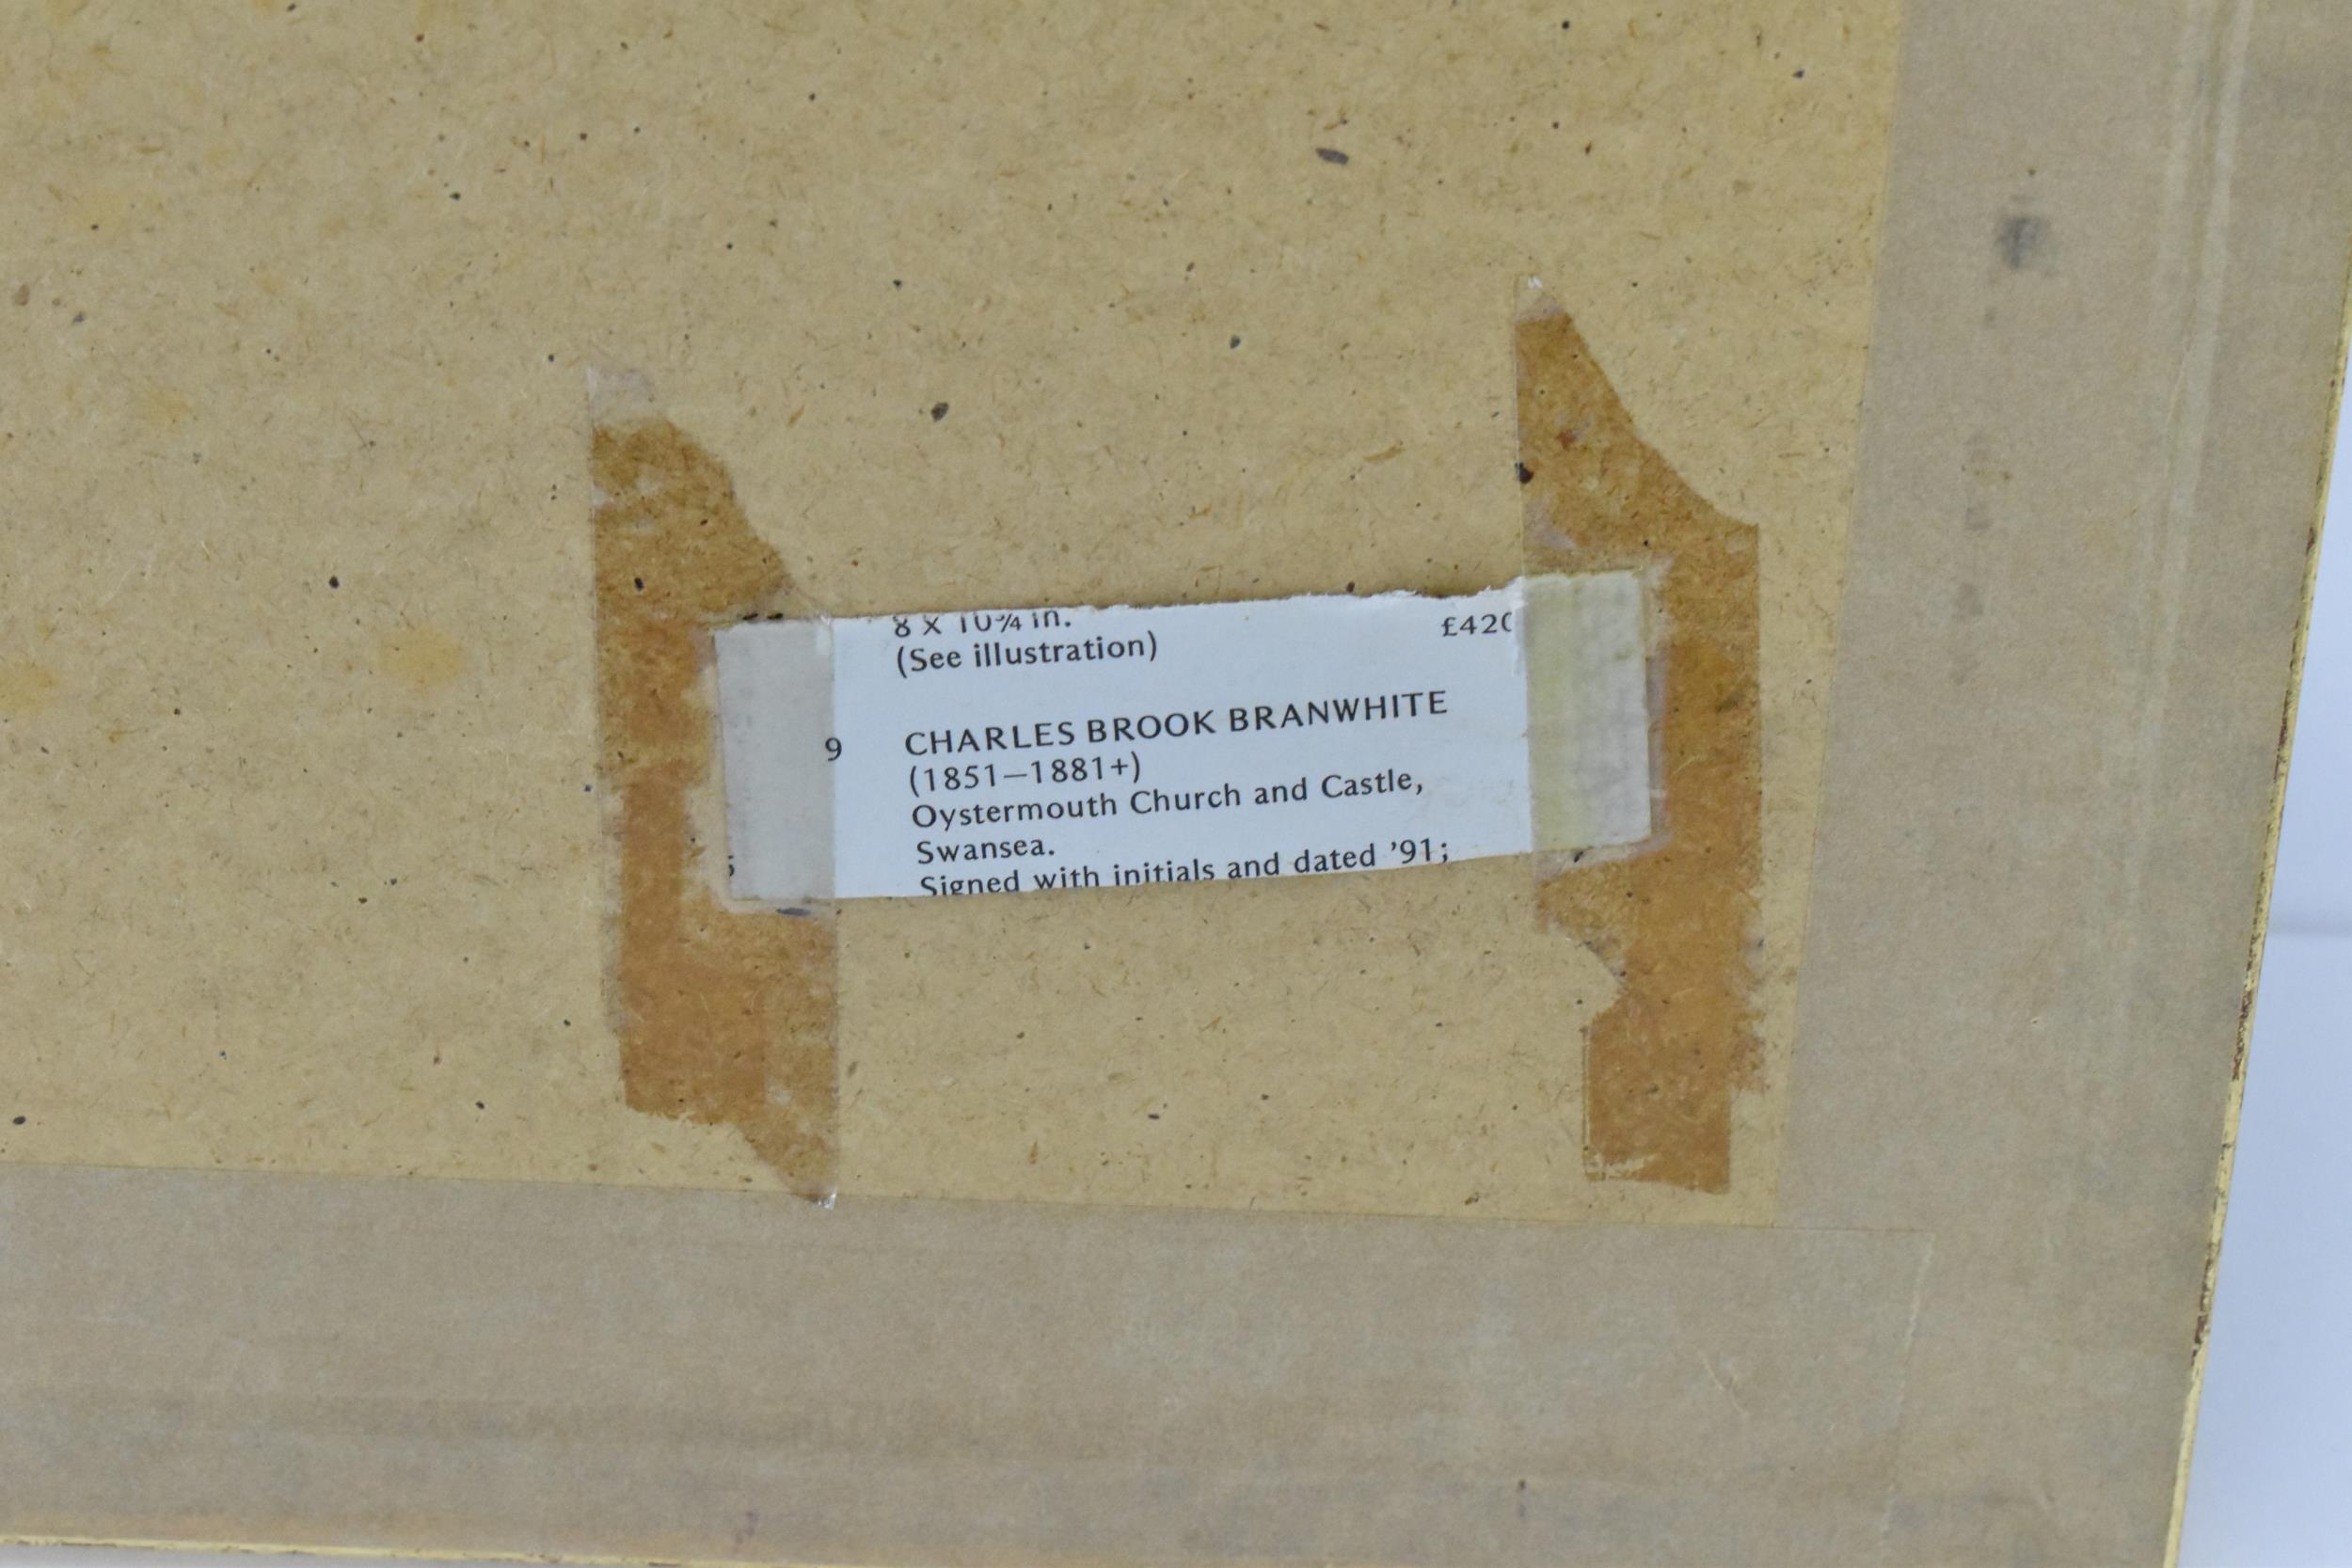 8 x 10¾ in. £420
(See illustration)
9 CHARLES BROOK BRANWHITE
(1851–1881+)
Oystermouth Church and Castle,
Swansea.
Signed with initials and dated ’91;